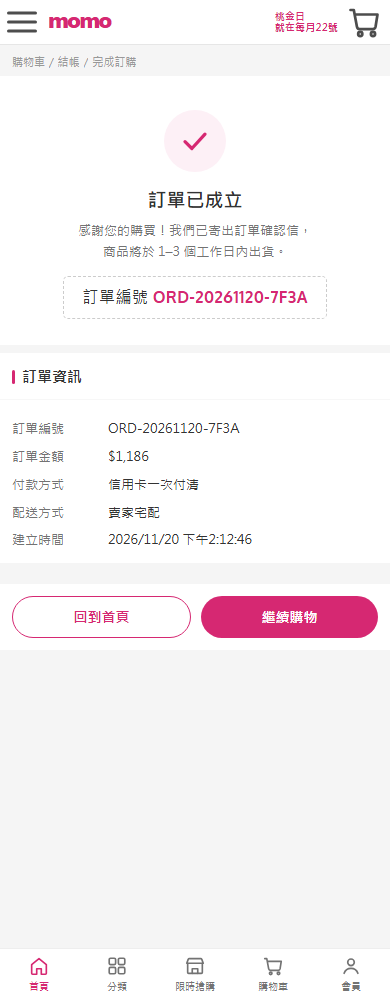 momo
桃金日
就在每月22號
購物車 / 結帳 / 完成訂購
訂單已成立
感謝您的購買！我們已寄出訂單確認信，
商品將於 1–3 個工作日內出貨。
訂單編號 ORD-20261120-7F3A
訂單資訊
訂單編號 ORD-20261120-7F3A
訂單金額 $1,186
付款方式 信用卡一次付清
配送方式 賣家宅配
建立時間 2026/11/20 下午2:12:46
回到首頁 繼續購物
首頁 分類 限時搶購 購物車 會員